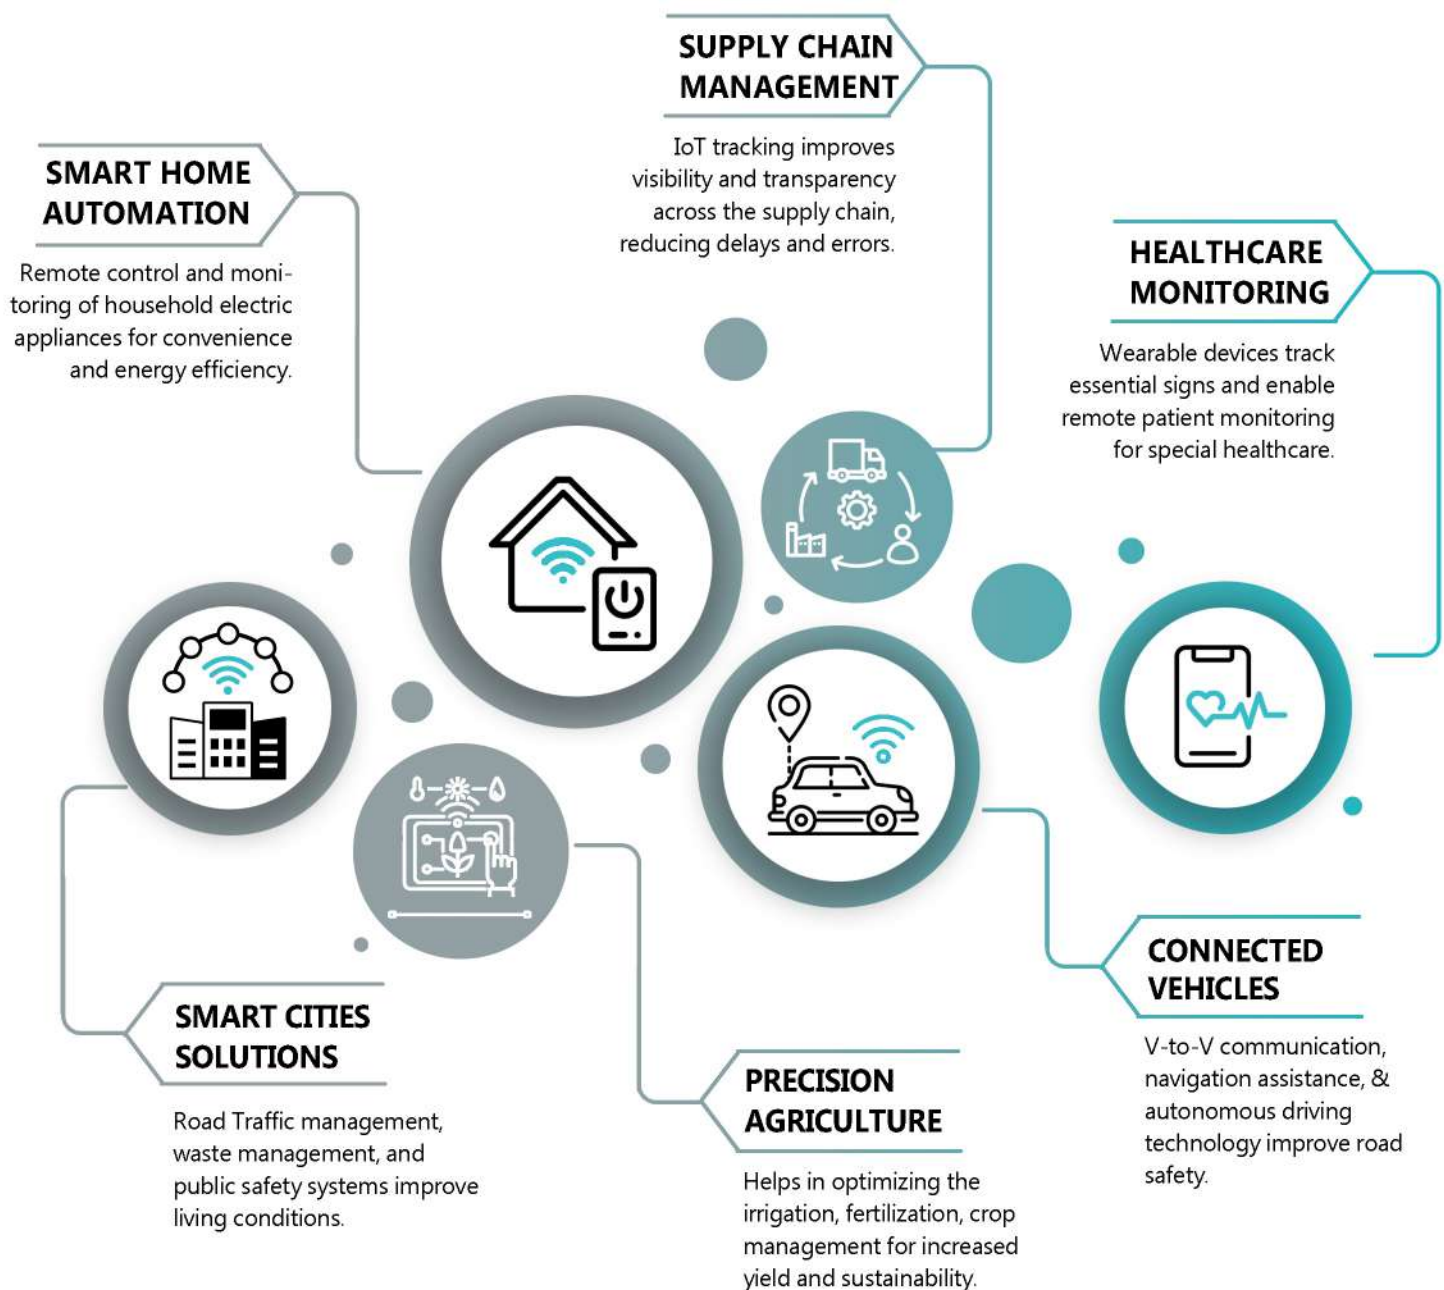 SUPPLY CHAIN
MANAGEMENT
IoT tracking improves
visibility and transparency
across the supply chain,
reducing delays and errors.
SMART HOME
AUTOMATION
Remote control and moni-
toring of household electric
appliances for convenience
and energy efficiency.
HEALTHCARE
MONITORING
Wearable devices track
essential signs and enable
remote patient monitoring
for special healthcare.
SMART CITIES
SOLUTIONS
Road Traffic management,
waste management, and
public safety systems improve
living conditions.
PRECISION
AGRICULTURE
Helps in optimizing the
irrigation, fertilization, crop
management for increased
yield and sustainability.
CONNECTED
VEHICLES
V-to-V communication,
navigation assistance, &
autonomous driving
technology improve road
safety.